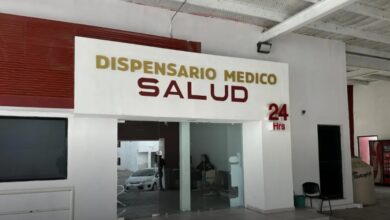 DISPENSARIO MEDICO
SALUD
24
Hrs